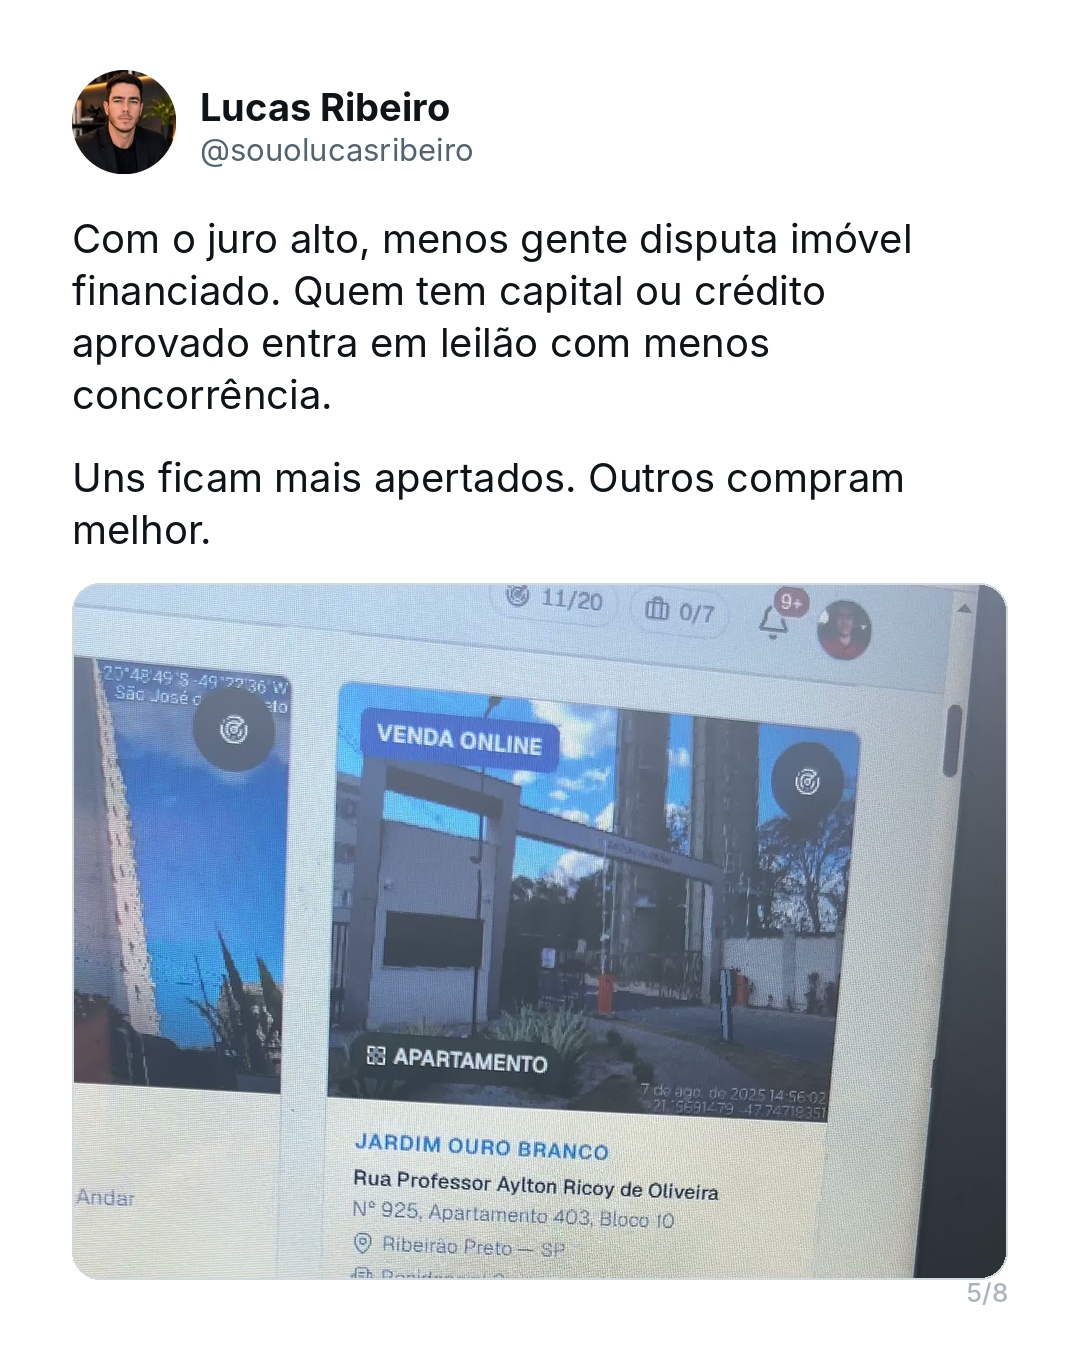 Lucas Ribeiro
@souolucasribeiro
Com o juro alto, menos gente disputa imóvel
financiado. Quem tem capital ou crédito
aprovado entra em leilão com menos
concorrência.
Uns ficam mais apertados. Outros compram
melhor.
11/20
0/7
9+
São José
VENDA ONLINE
APARTAMENTO
7 de ago. de 2025 14:56:02
JARDIM OURO BRANCO
Rua Professor Aylton Ricoy de Oliveira
Nº 925, Apartamento 403, Bloco 10
Andar
Ribeirão Preto — SP
5/8